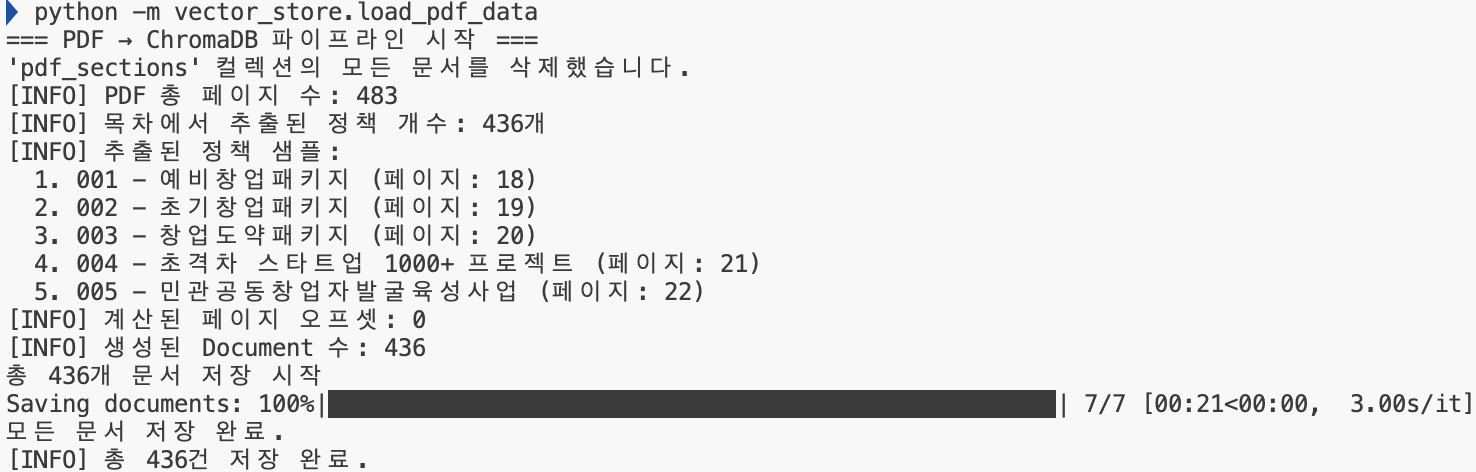 python -m vector_store.load_pdf_data
=== PDF → ChromaDB 파이프라인 시작 ===
'pdf_sections' 컬렉션의 모든 문서를 삭제했습니다.
[INFO] PDF 총 페이지 수: 483
[INFO] 목차에서 추출된 정책 개수: 436개
[INFO] 추출된 정책 샘플:
1. 001 - 예비창업패키지 (페이지: 18)
2. 002 - 초기창업패키지 (페이지: 19)
3. 003 - 창업도약패키지 (페이지: 20)
4. 004 - 초격차 스타트업 1000+ 프로젝트 (페이지: 21)
5. 005 - 민관공동창업자발굴육성사업 (페이지: 22)
[INFO] 계산된 페이지 오프셋: 0
[INFO] 생성된 Document 수: 436
총 436개 문서 저장 시작
Saving documents: 100%| | 7/7 [00:21<00:00, 3.00s/it]
모든 문서 저장 완료.
[INFO] 총 436건 저장 완료.